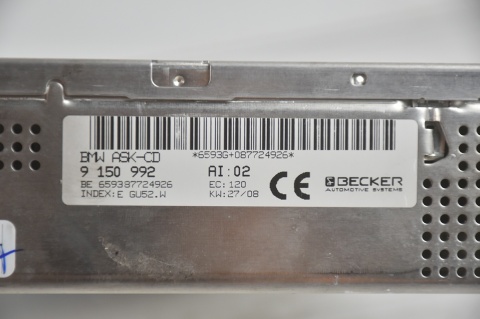 BMW ASK-CD *6593G+087724926*
9 150 992 AI:02
BE 659387724926 EC:120
INDEX:E GU52.W KW:27/08
CE
BECKER
AUTOMOTIVE SYSTEMS